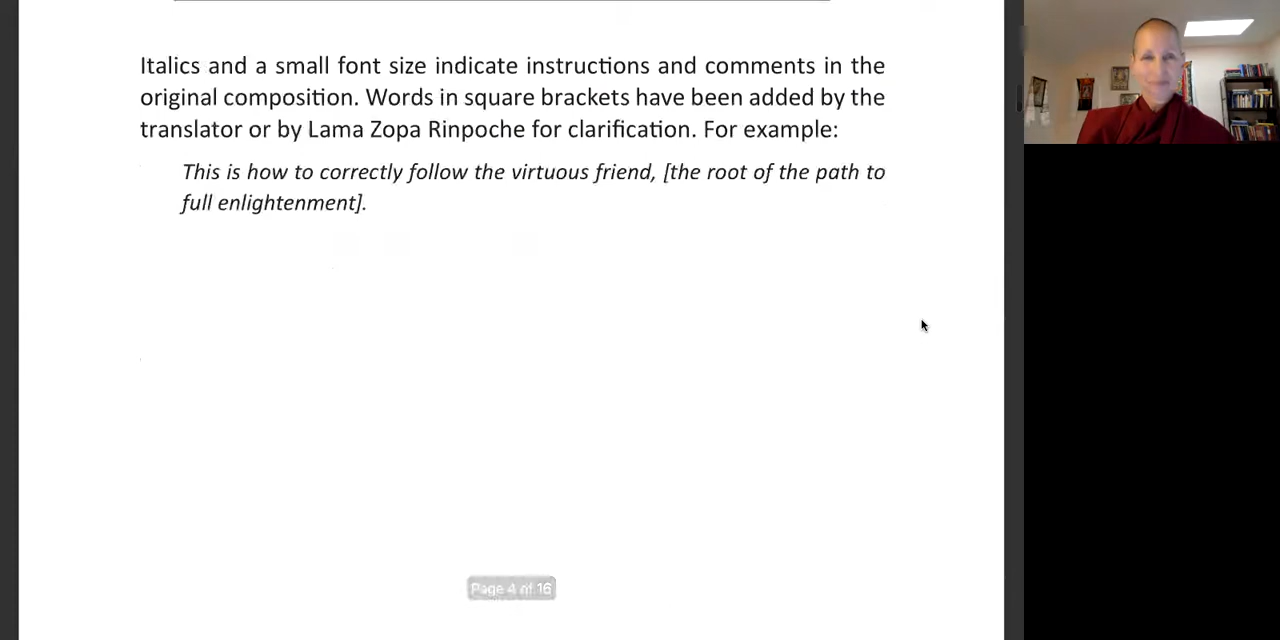 Italics and a small font size indicate instructions and comments in the
original composition. Words in square brackets have been added by the
translator or by Lama Zopa Rinpoche for clarification. For example:
This is how to correctly follow the virtuous friend, [the root of the path to
full enlightenment].
Page 4 of 16